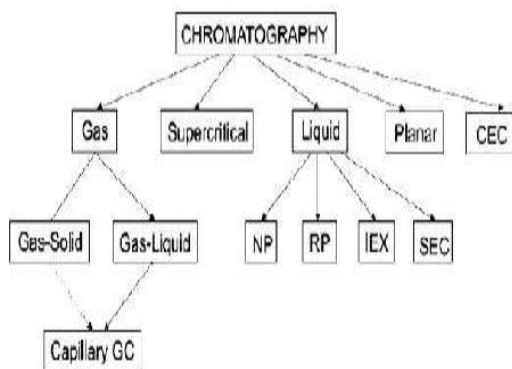 CHROMATOGRAPHY
Gas
Supercritical
Liquid
Planar
CEC
Gas-Solid
Gas-Liquid
NP
RP
IEX
SEC
Capillary GC